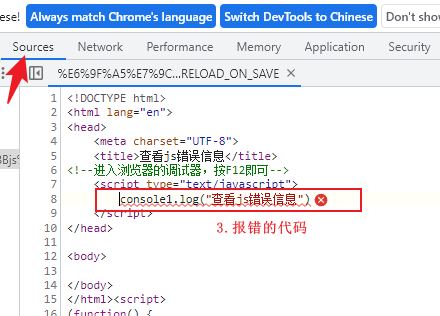 ese! Always match Chrome's language Switch DevTools to Chinese Don't show
Sources Network Performance Memory Application Security
%E6%9F%A5%E7%9C...RELOAD_ON_SAVE ×
1 <!DOCTYPE html>
2 <html lang="en">
3 <head>
4 <meta charset="UTF-8">
5 <title>查看js错误信息</title>
6 <!--进入浏览器的调试器，按F12即可-->
7 <script type="text/javascript">
8 console1.log("查看js错误信息")
9 </script>
10 </head>
3.报错的代码
11
12 <body>
13
14 </body>
15 </html><script>
16 (function() {